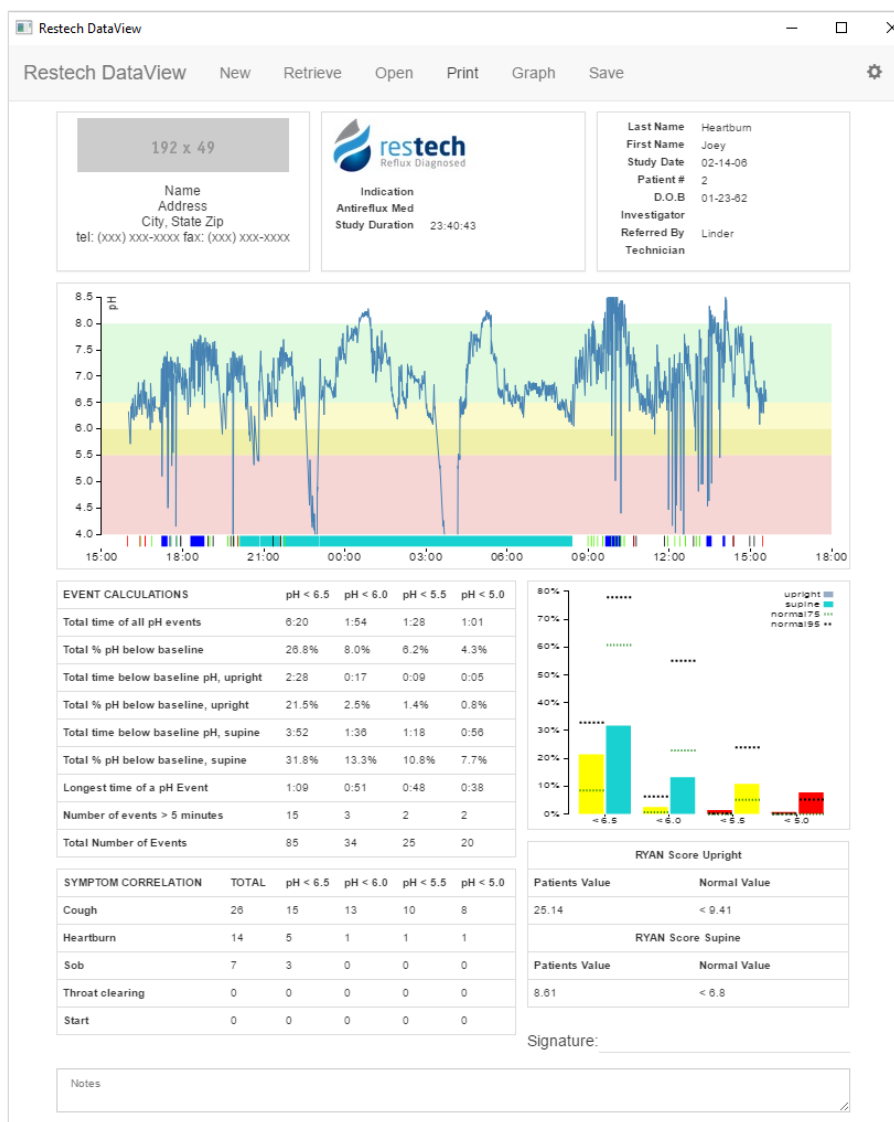 Restech DataView
Restech DataView New Retrieve Open Print Graph Save
192 x 49
Name
Address
City, State Zip
tel: (xxx) xxx-xxxx fax: (xxx) xxx-xxxx
restech
Reflux Diagnosed
Indication
Antireflux Med
Study Duration 23:40:43
Last Name Heartburn
First Name Joey
Study Date 02-14-06
Patient # 2
D.O.B 01-23-62
Investigator
Referred By Linder
Technician
pH
8.5
8.0
7.5
7.0
6.5
6.0
5.5
5.0
4.5
4.0
15:00 18:00 21:00 00:00 03:00 06:00 09:00 12:00 15:00 18:00
EVENT CALCULATIONS pH < 6.5 pH < 6.0 pH < 5.5 pH < 5.0
Total time of all pH events 6:20 1:54 1:28 1:01
Total % pH below baseline 26.8% 8.0% 6.2% 4.3%
Total time below baseline pH, upright 2:28 0:17 0:09 0:05
Total % pH below baseline, upright 21.5% 2.5% 1.4% 0.8%
Total time below baseline pH, supine 3:52 1:36 1:18 0:56
Total % pH below baseline, supine 31.8% 13.3% 10.8% 7.7%
Longest time of a pH Event 1:09 0:51 0:48 0:38
Number of events > 5 minutes 15 3 2 2
Total Number of Events 85 34 25 20
80%
70%
60%
50%
40%
30%
20%
10%
0%
upright
supine
normal75
normal95
< 6.5 < 6.0 < 5.5 < 5.0
SYMPTOM CORRELATION TOTAL pH < 6.5 pH < 6.0 pH < 5.5 pH < 5.0
Cough 26 15 13 10 8
Heartburn 14 5 1 1 1
Sob 7 3 0 0 0
Throat clearing 0 0 0 0 0
Start 0 0 0 0 0
RYAN Score Upright
Patients Value Normal Value
25.14 < 9.41
RYAN Score Supine
Patients Value Normal Value
8.61 < 6.8
Signature:
Notes